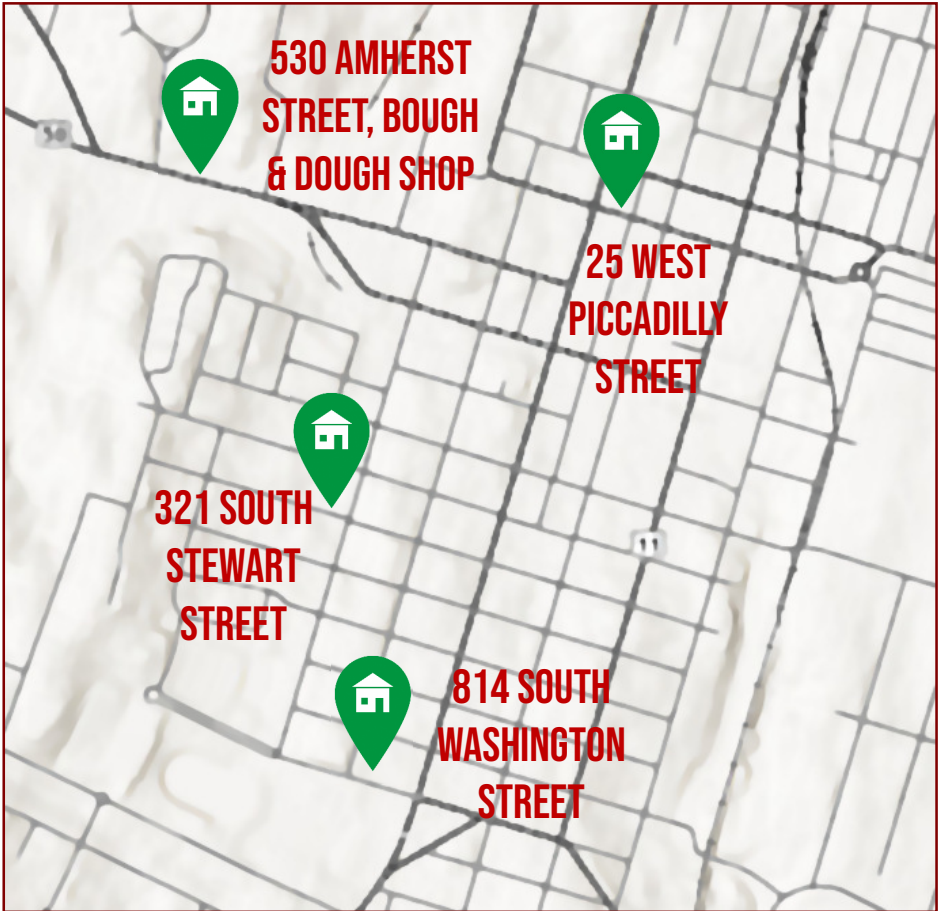 530 AMHERST
STREET, BOUGH
& DOUGH SHOP
50
25 WEST
PICCADILLY
STREET
321 SOUTH
STEWART
STREET
11
814 SOUTH
WASHINGTON
STREET